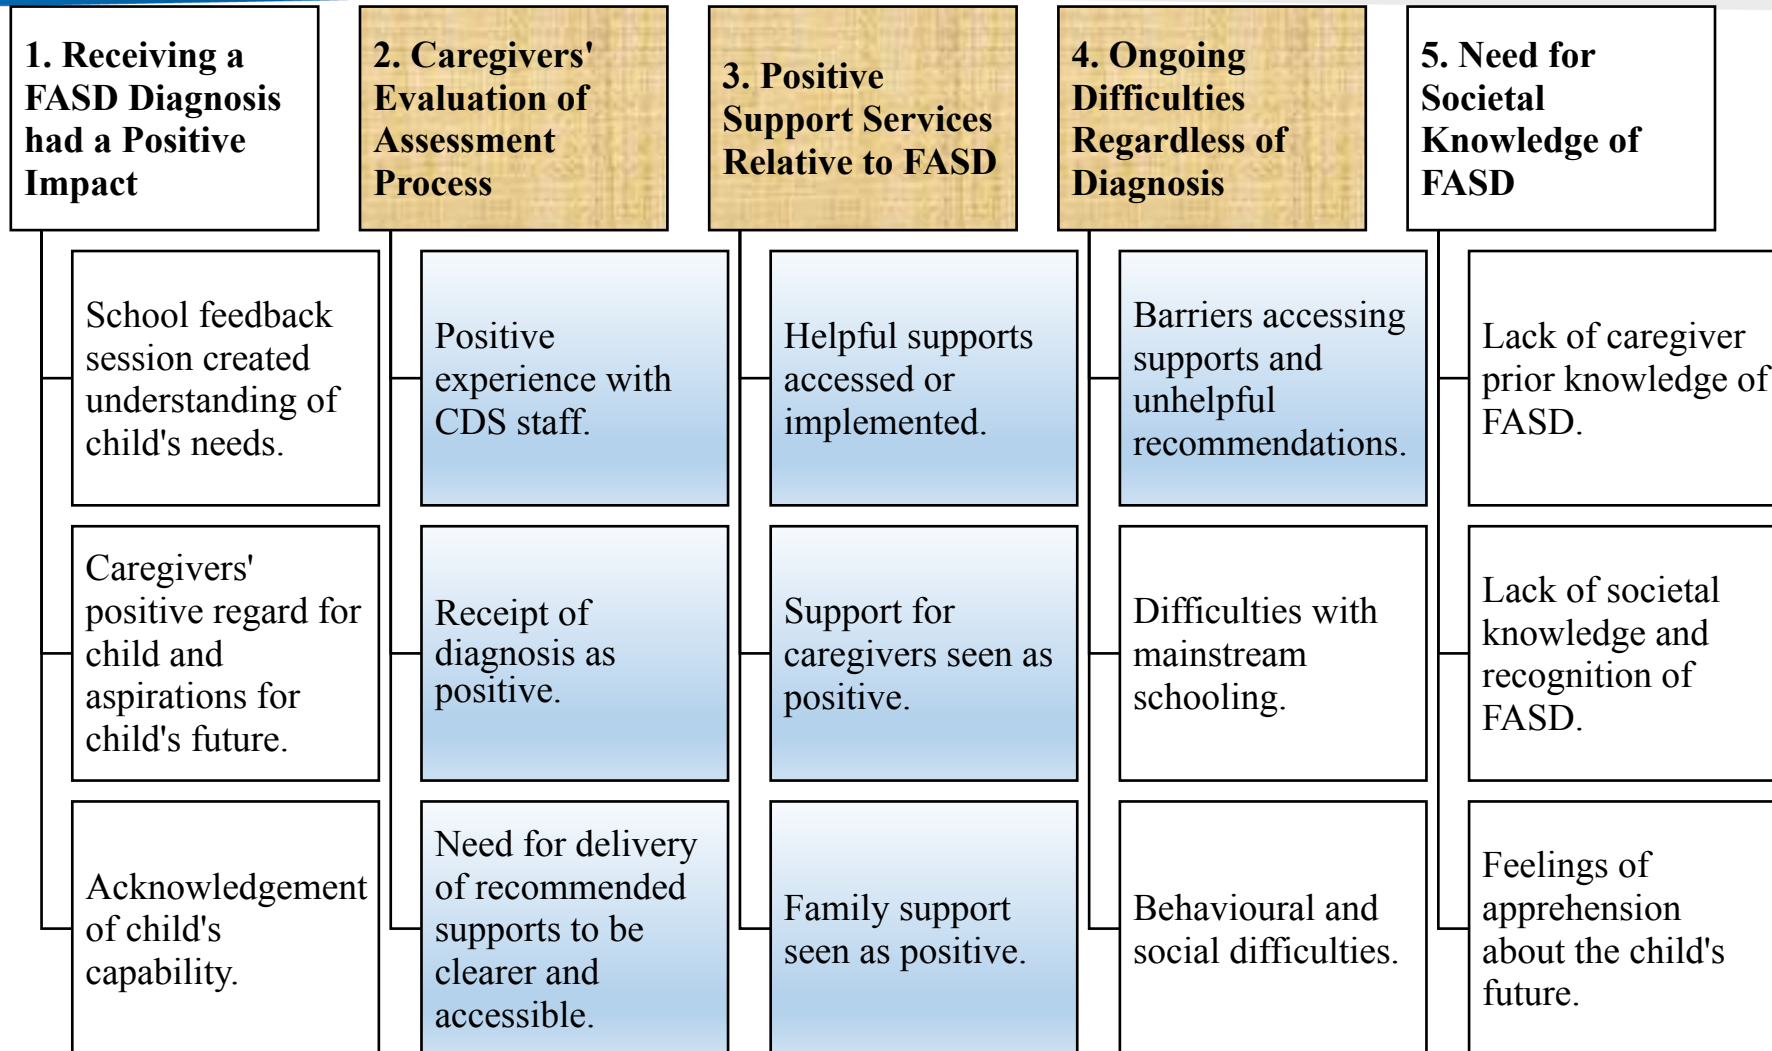 1. Receiving a
FASD Diagnosis
had a Positive
Impact
School feedback
session created
understanding of
child's needs.
Caregivers'
positive regard for
child and
aspirations for
child's future.
Acknowledgement
of child's
capability.
2. Caregivers'
Evaluation of
Assessment
Process
Positive
experience with
CDS staff.
Receipt of
diagnosis as
positive.
Need for delivery
of recommended
supports to be
clearer and
accessible.
3. Positive
Support Services
Relative to FASD
Helpful supports
accessed or
implemented.
Support for
caregivers seen as
positive.
Family support
seen as positive.
4. Ongoing
Difficulties
Regardless of
Diagnosis
Barriers accessing
supports and
unhelpful
recommendations.
Difficulties with
mainstream
schooling.
Behavioural and
social difficulties.
5. Need for
Societal
Knowledge of
FASD
Lack of caregiver
prior knowledge of
FASD.
Lack of societal
knowledge and
recognition of
FASD.
Feelings of
apprehension
about the child's
future.